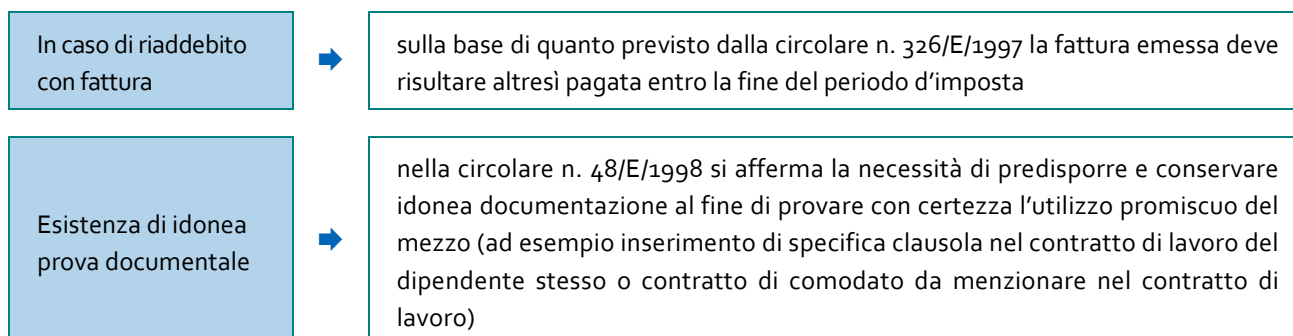 In caso di riaddebito
con fattura
sulla base di quanto previsto dalla circolare n. 326/E/1997 la fattura emessa deve
risultare altresì pagata entro la fine del periodo d’imposta
Esistenza di idonea
prova documentale
nella circolare n. 48/E/1998 si afferma la necessità di predisporre e conservare
idonea documentazione al fine di provare con certezza l’utilizzo promiscuo del
mezzo (ad esempio inserimento di specifica clausola nel contratto di lavoro del
dipendente stesso o contratto di comodato da menzionare nel contratto di
lavoro)